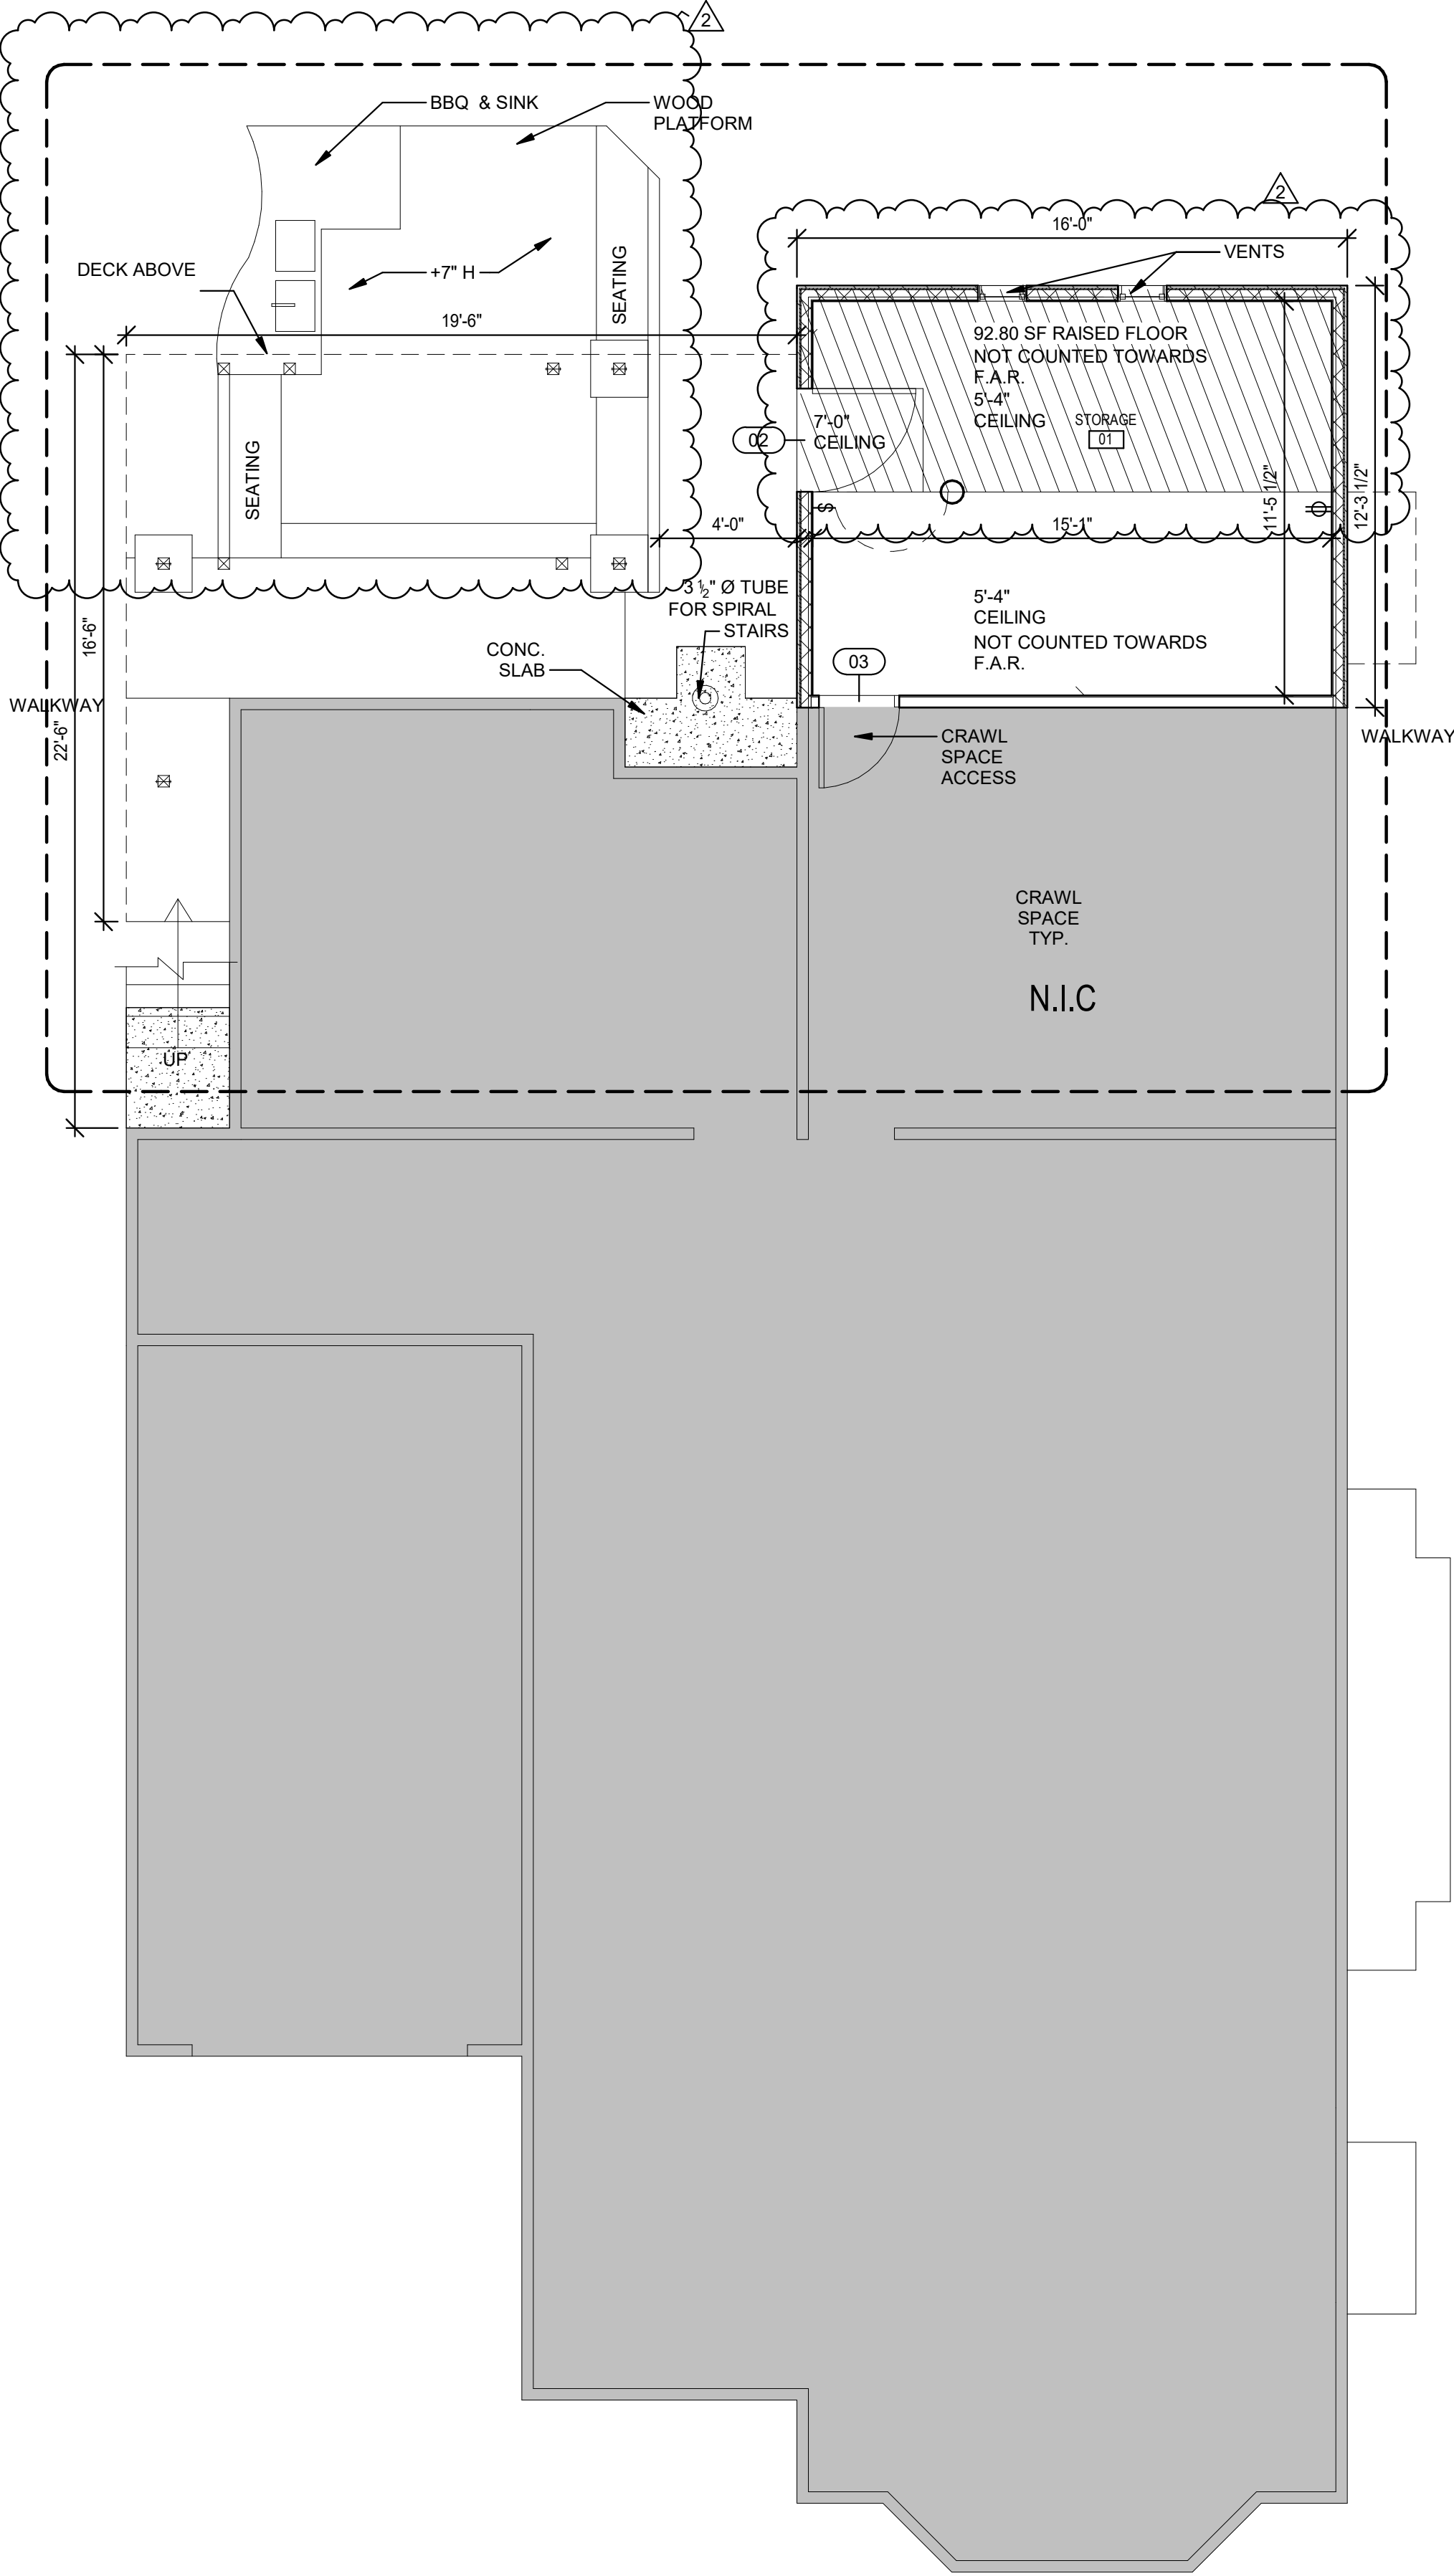 2
BBQ & SINK
WOOD
PLATFORM
2
16'-0"
VENTS
SEATING
DECK ABOVE
+7" H
19'-6"
92.80 SF RAISED FLOOR
NOT COUNTED TOWARDS
F.A.R.
5'-4"
CEILING
STORAGE
01
7'-0"
CEILING
02
SEATING
11'-5 1/2"
12'-3 1/2"
S
4'-0"
15'-1"
3 ½" Ø TUBE
FOR SPIRAL
STAIRS
5'-4"
CEILING
NOT COUNTED TOWARDS
F.A.R.
16'-6"
CONC.
SLAB
03
WALKWAY
22'-6"
CRAWL
SPACE
ACCESS
WALKWAY
CRAWL
SPACE
TYP.
N.I.C
UP